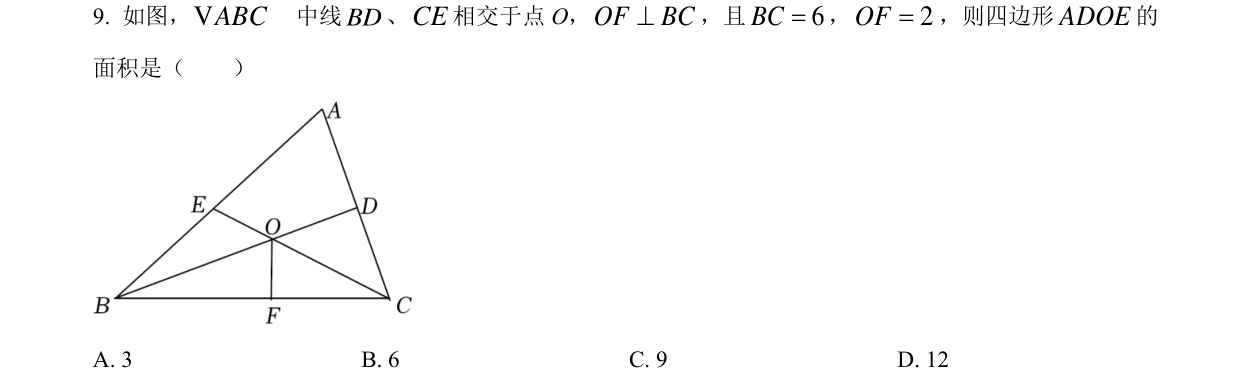 9. 如图，VABC 中线 BD、CE 相交于点 O，OF ⊥ BC，且 BC = 6，OF = 2，则四边形 ADOE 的
面积是（　　）
A
E
D
O
B
F
C
A. 3 B. 6 C. 9 D. 12